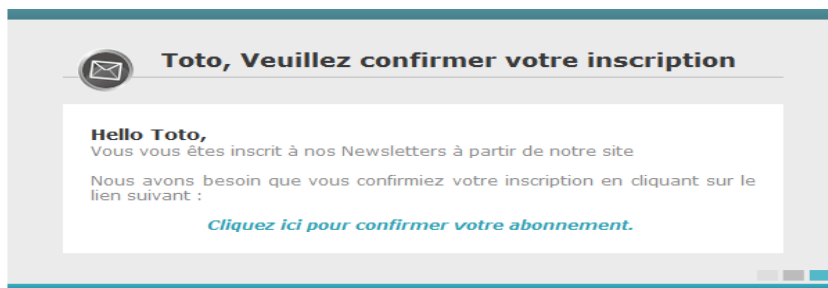 Toto, Veuillez confirmer votre inscription
Hello Toto,
Vous vous êtes inscrit à nos Newsletters à partir de notre site
Nous avons besoin que vous confirmiez votre inscription en cliquant sur le
lien suivant :
Cliquez ici pour confirmer votre abonnement.